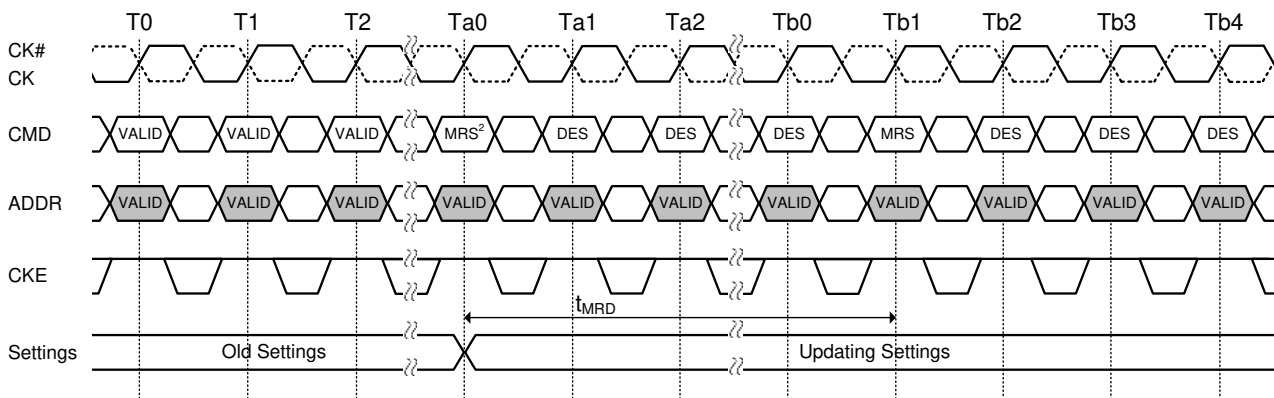 T0 T1 T2 Ta0 Ta1 Ta2 Tb0 Tb1 Tb2 Tb3 Tb4
CK#
CK
CMD VALID VALID VALID MRS² DES DES DES MRS DES DES DES
ADDR VALID VALID VALID VALID VALID VALID VALID VALID VALID VALID VALID
CKE
tMRD
Settings Old Settings Updating Settings